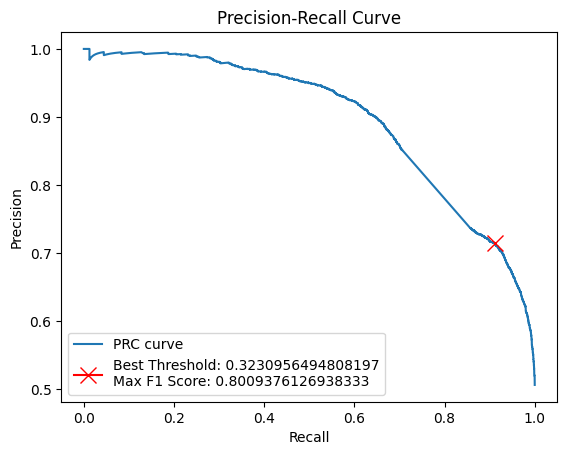 Precision-Recall Curve
1.0
0.9
0.8
0.7
0.6
0.5
Precision
PRC curve
Best Threshold: 0.3230956494808197
Max F1 Score: 0.8009376126938333
0.0
0.2
0.4
0.6
0.8
1.0
Recall